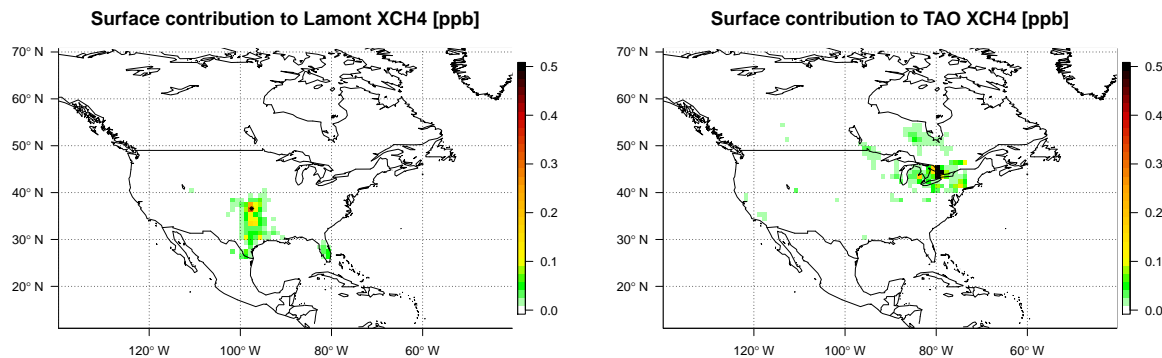 Surface contribution to Lamont XCH4 [ppb]
70° N
60° N
50° N
40° N
30° N
20° N
120° W 100° W 80° W 60° W
0.5
0.4
0.3
0.2
0.1
0.0
Surface contribution to TAO XCH4 [ppb]
70° N
60° N
50° N
40° N
30° N
20° N
120° W 100° W 80° W 60° W
0.5
0.4
0.3
0.2
0.1
0.0